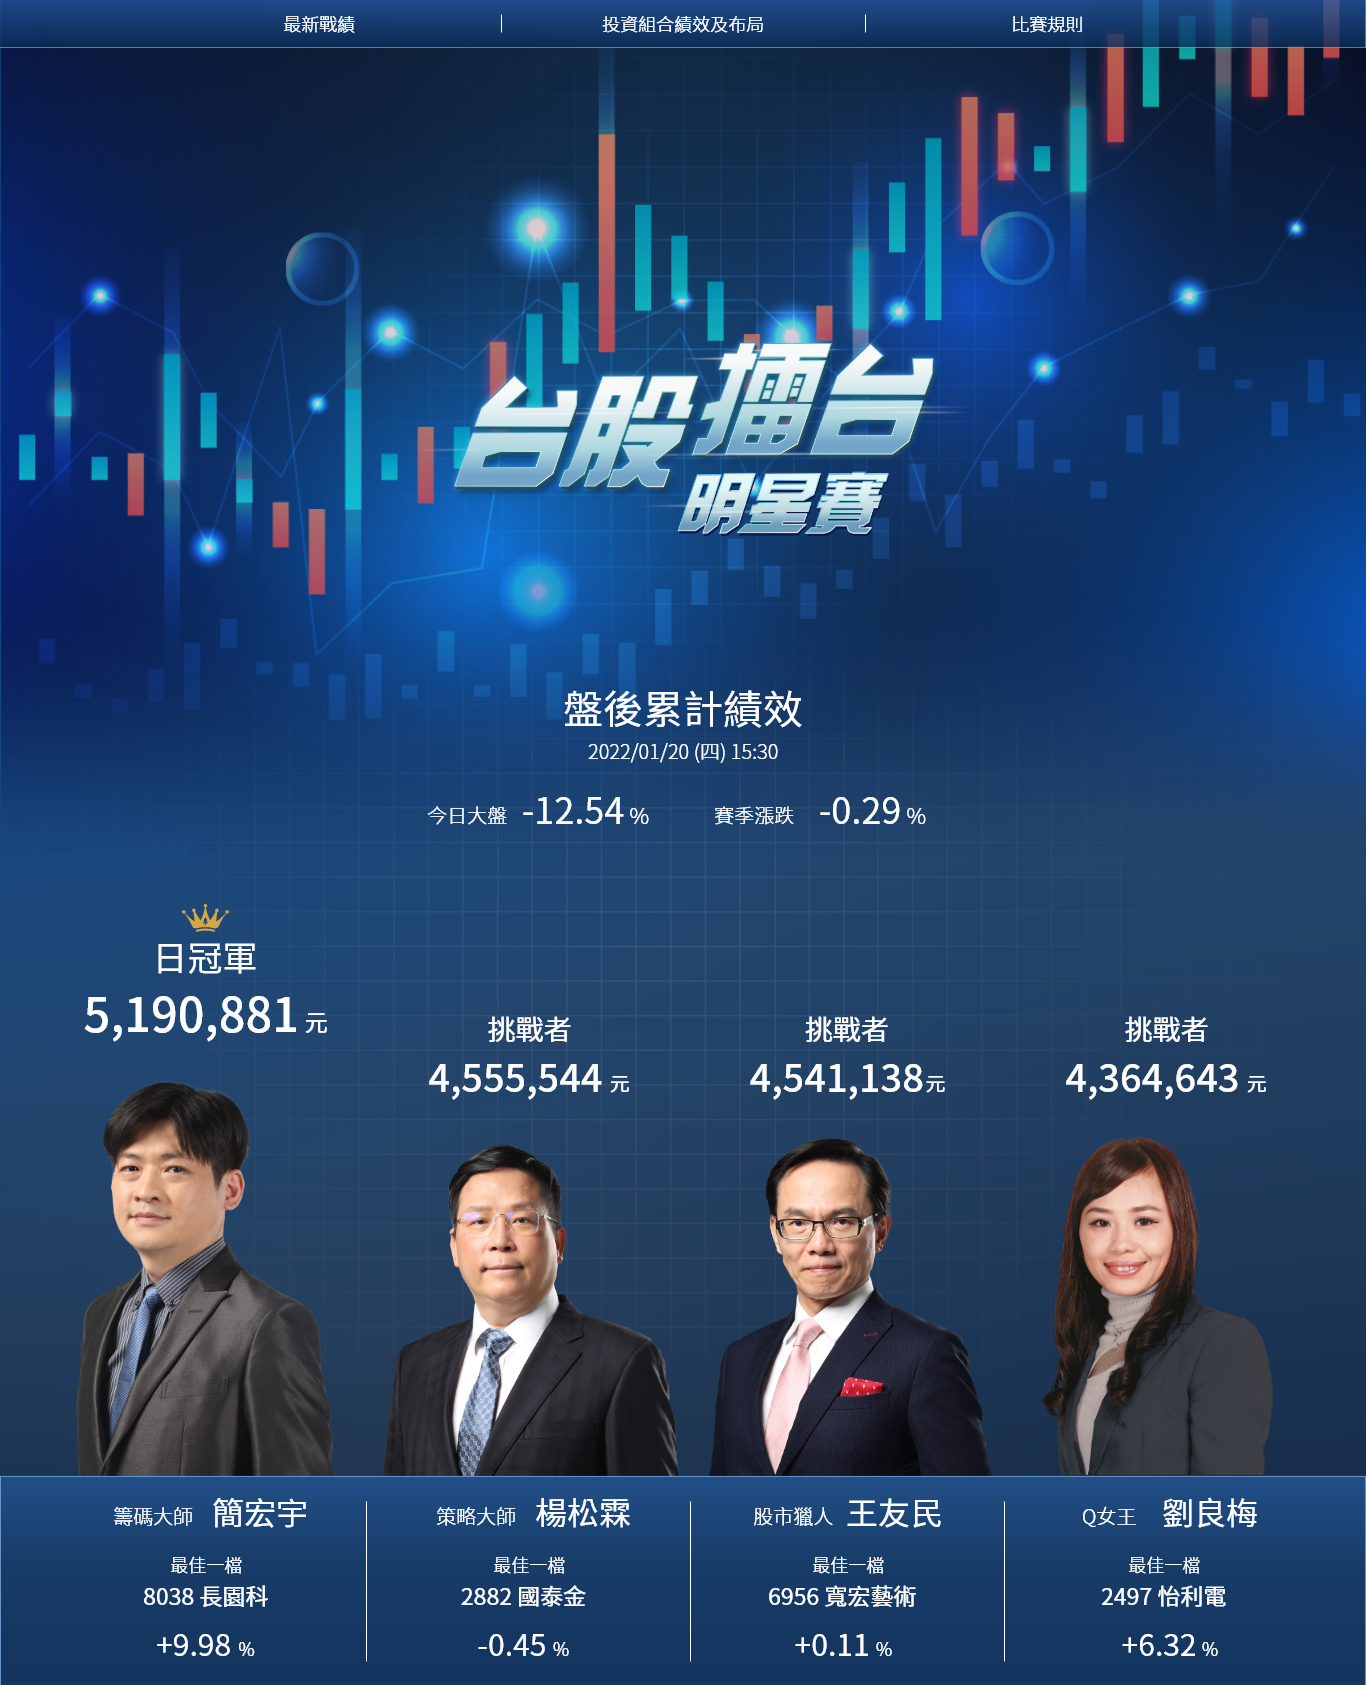 最新戰績
投資組合績效及布局
比賽規則
台股擂台
明星賽
盤後累計績效
2022/01/20 (四) 15:30
今日大盤 -12.54 %
賽季漲跌 -0.29 %
日冠軍
5,190,881 元
挑戰者
4,555,544 元
挑戰者
4,541,138元
挑戰者
4,364,643 元
籌碼大師 簡宏宇
最佳一檔
8038 長園科
+9.98 %
策略大師 楊松霖
最佳一檔
2882 國泰金
-0.45 %
股市獵人 王友民
最佳一檔
6956 寬宏藝術
+0.11 %
Q女王 劉良梅
最佳一檔
2497 怡利電
+6.32 %